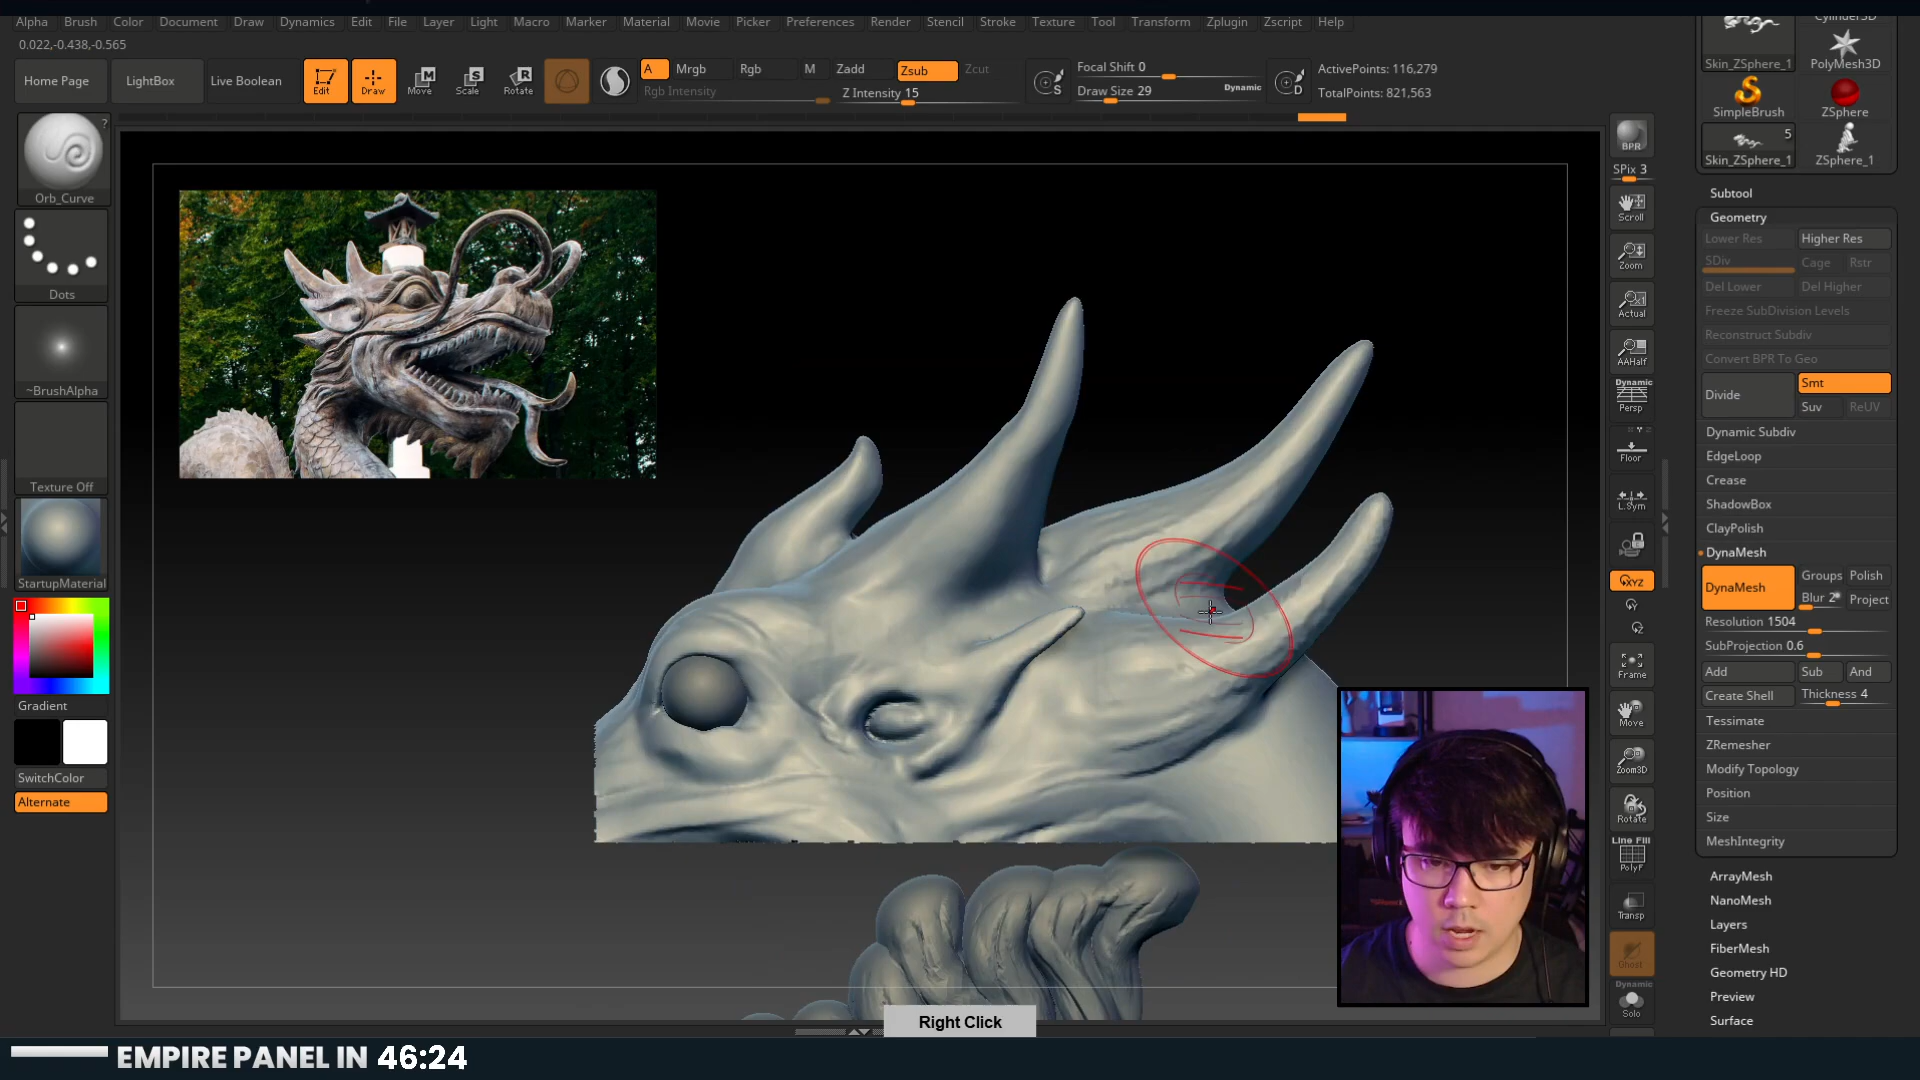 Alpha Brush Color Document Draw Dynamics Edit File Layer Light Macro Marker Material Movie Picker Preferences Render Stencil Stroke Texture Tool Transform Zplugin Zscript Help
0.022,-0.438,-0.565
Home Page
LightBox
Live Boolean
Edit
Draw
Move
Scale
Rotate
A
Mrgb
Rgb
M
Zadd
Zsub
Zcut
Rgb Intensity
Z Intensity 15
S
Focal Shift 0
Draw Size 29
Dynamic
D
ActivePoints: 116,279
TotalPoints: 821,563
?
Orb_Curve
Dots
~BrushAlpha
Texture Off
StartupMaterial
Gradient
SwitchColor
Alternate
BPR
SPix 3
Scroll
Zoom
Actual
AAHalf
Dynamic
Persp
Floor
L.Sym
XYZ
Y
Z
Frame
Move
Zoom3D
Rotate
Line Fill
PolyF
Transp
Ghost
Dynamic
Solo
Cylinder3D
Skin_ZSphere_1
PolyMesh3D
SimpleBrush
ZSphere
5
Skin_ZSphere_1
ZSphere_1
Subtool
Geometry
Lower Res
Higher Res
SDiv
Cage
Rstr
Del Lower
Del Higher
Freeze SubDivision Levels
Reconstruct Subdiv
Convert BPR To Geo
Divide
Smt
Suv
ReUV
Dynamic Subdiv
EdgeLoop
Crease
ShadowBox
ClayPolish
DynaMesh
DynaMesh
Groups
Polish
Blur 2
Project
Resolution 1504
SubProjection 0.6
Add
Sub
And
Create Shell
Thickness 4
Tessimate
ZRemesher
Modify Topology
Position
Size
MeshIntegrity
ArrayMesh
NanoMesh
Layers
FiberMesh
Geometry HD
Preview
Surface
Right Click
EMPIRE PANEL IN 46:24